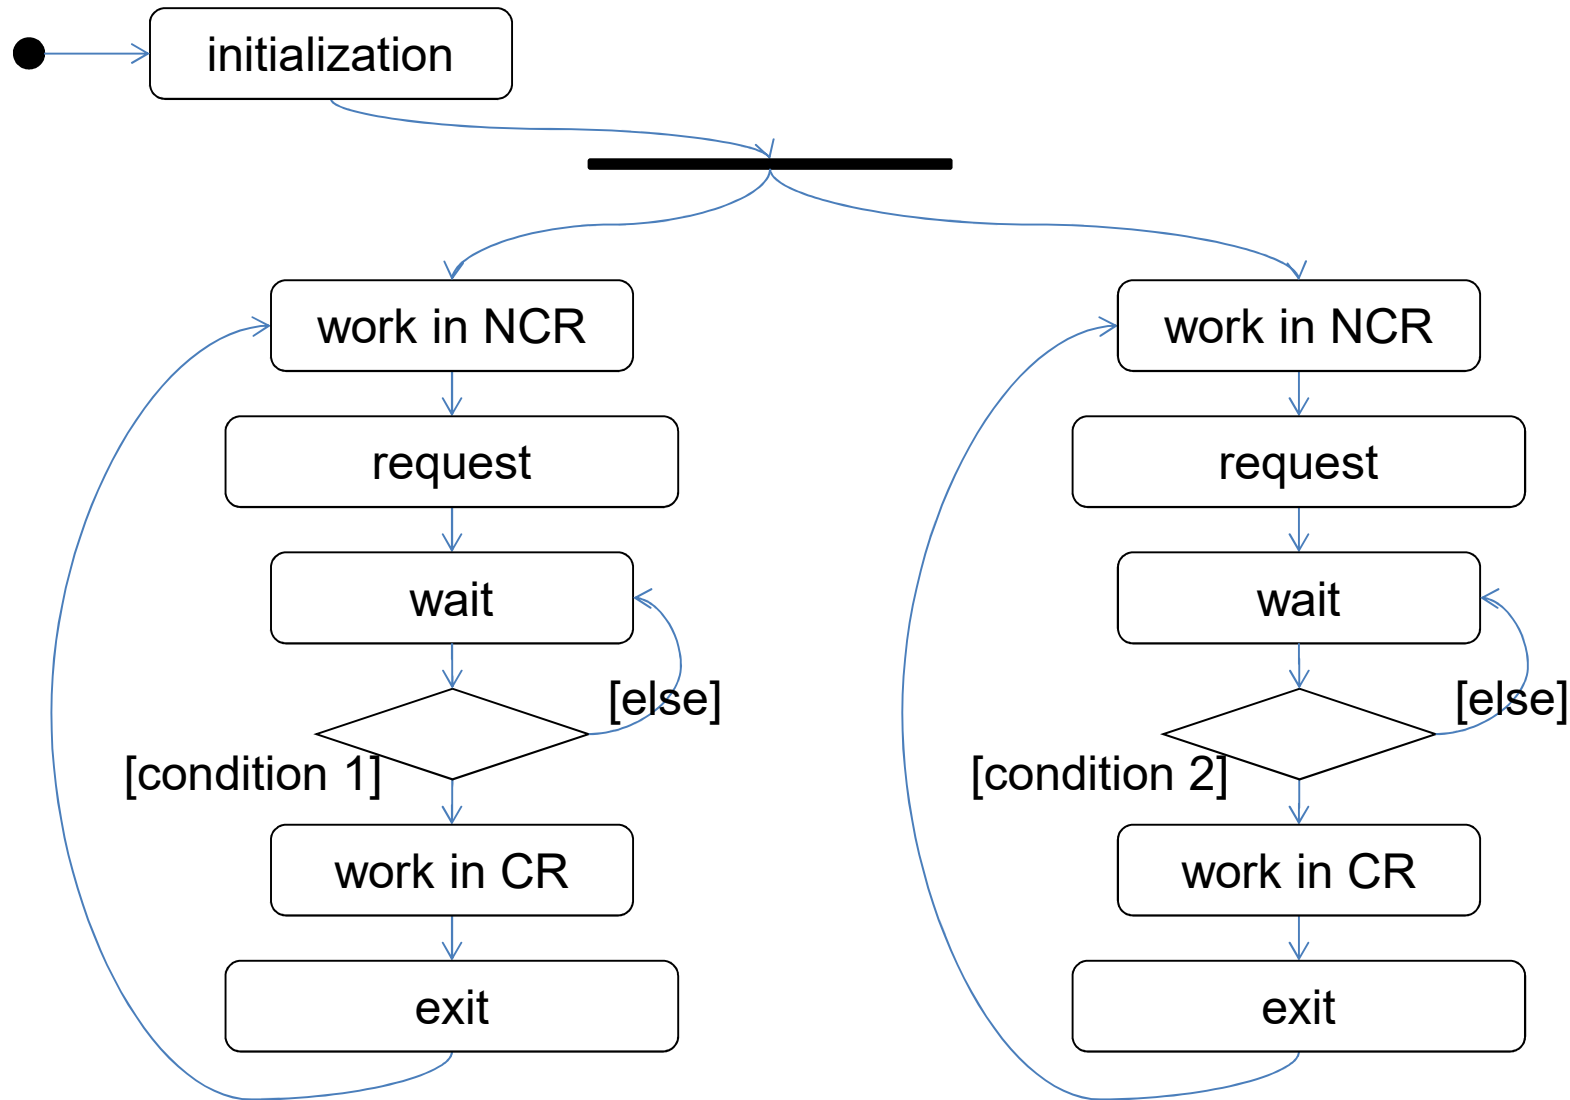 initialization
work in NCR
work in NCR
request
request
wait
wait
[else]
[else]
[condition 1]
[condition 2]
work in CR
work in CR
exit
exit